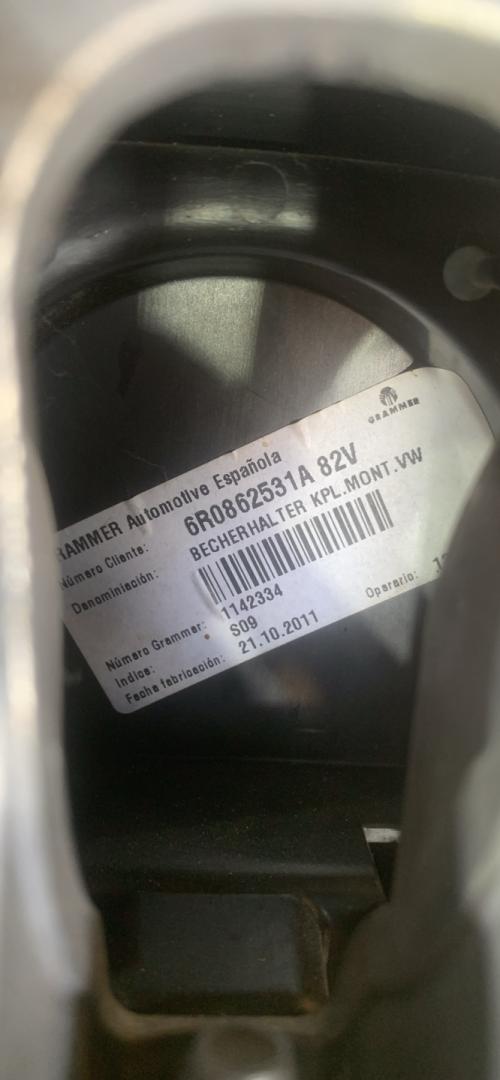 GRAMMER
GRAMMER Automotive Española
Número Cliente: 6R0862531A 82V
Denominiación: BECHERHALTER KPL.MONT.VW
Número Grammer: 1142334
Indice: S09
Fecha fabricación: 21.10.2011
Operario: